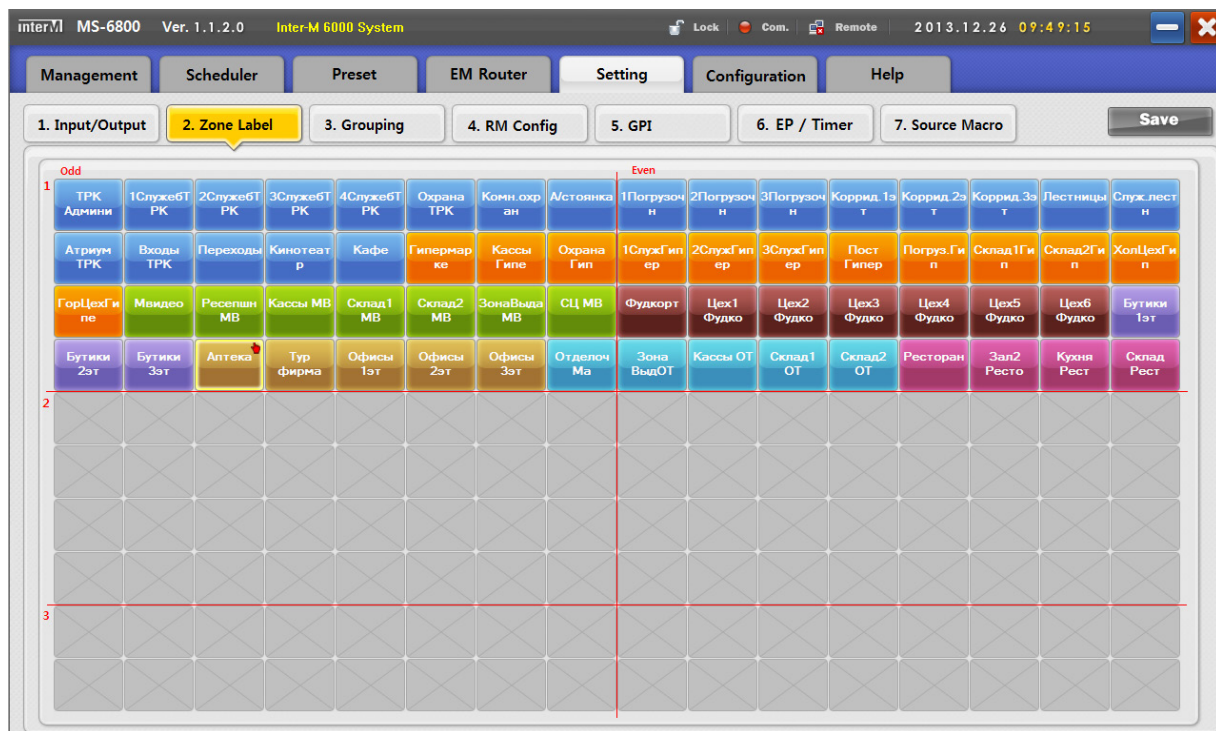 interM MS-6800 Ver. 1.1.2.0 Inter-M 6000 System Lock Com. Remote 2013.12.26 09:49:15
Management Scheduler Preset EM Router Setting Configuration Help
1. Input/Output 2. Zone Label 3. Grouping 4. RM Config 5. GPI 6. EP / Timer 7. Source Macro Save
Odd Even
1
ТРК 1СлужебТ 2СлужебТ 3СлужебТ 4СлужебТ Охрана Комн.охр А/стоянка 1Погрузоч 2Погрузоч 3Погрузоч Коррид.1э Коррид.2э Коррид.3э Лестницы Служ.лест
Админи РК РК РК РК ТРК ан н н н т т т н
Атриум Входы Переходы Кинотеат Кафе Гипермар Кассы Охрана 1СлужГип 2СлужГип 3СлужГип Пост Погруз.Ги Склад1Ги Склад2Ги ХолЦехГи
ТРК ТРК р ке Гипе Гип ер ер ер Гипер п п п п
ГорЦехГи Мвидео Ресепшн Кассы МВ Склад1 Склад2 ЗонаВыда СЦ МВ Фудкорт Цех1 Цех2 Цех3 Цех4 Цех5 Цех6 Бутики
пе МВ МВ МВ МВ Фудко Фудко Фудко Фудко Фудко Фудко 1эт
Бутики Бутики Аптека Тур Офисы Офисы Офисы Отделоч Зона Кассы ОТ Склад1 Склад2 Ресторан Зал2 Кухня Склад
2эт 3эт фирма 1эт 2эт 3эт Ма ВыдОТ ОТ ОТ Ресто Рест Рест
2
3